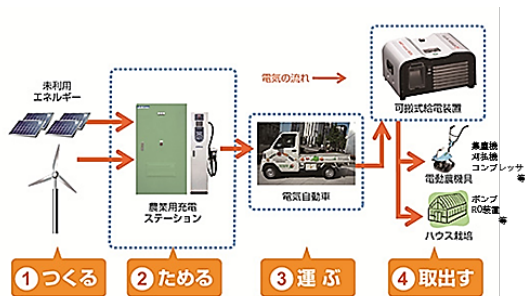 未利用
エネルギー
電気の流れ
農業用充電
ステーション
電気自動車
可搬式給電装置
電動農機具
集塵機
刈払機
コンプレッサ
等
ハウス栽培
ポンプ
RO装置
等
1 つくる
2 ためる
3 運ぶ
4 取出す